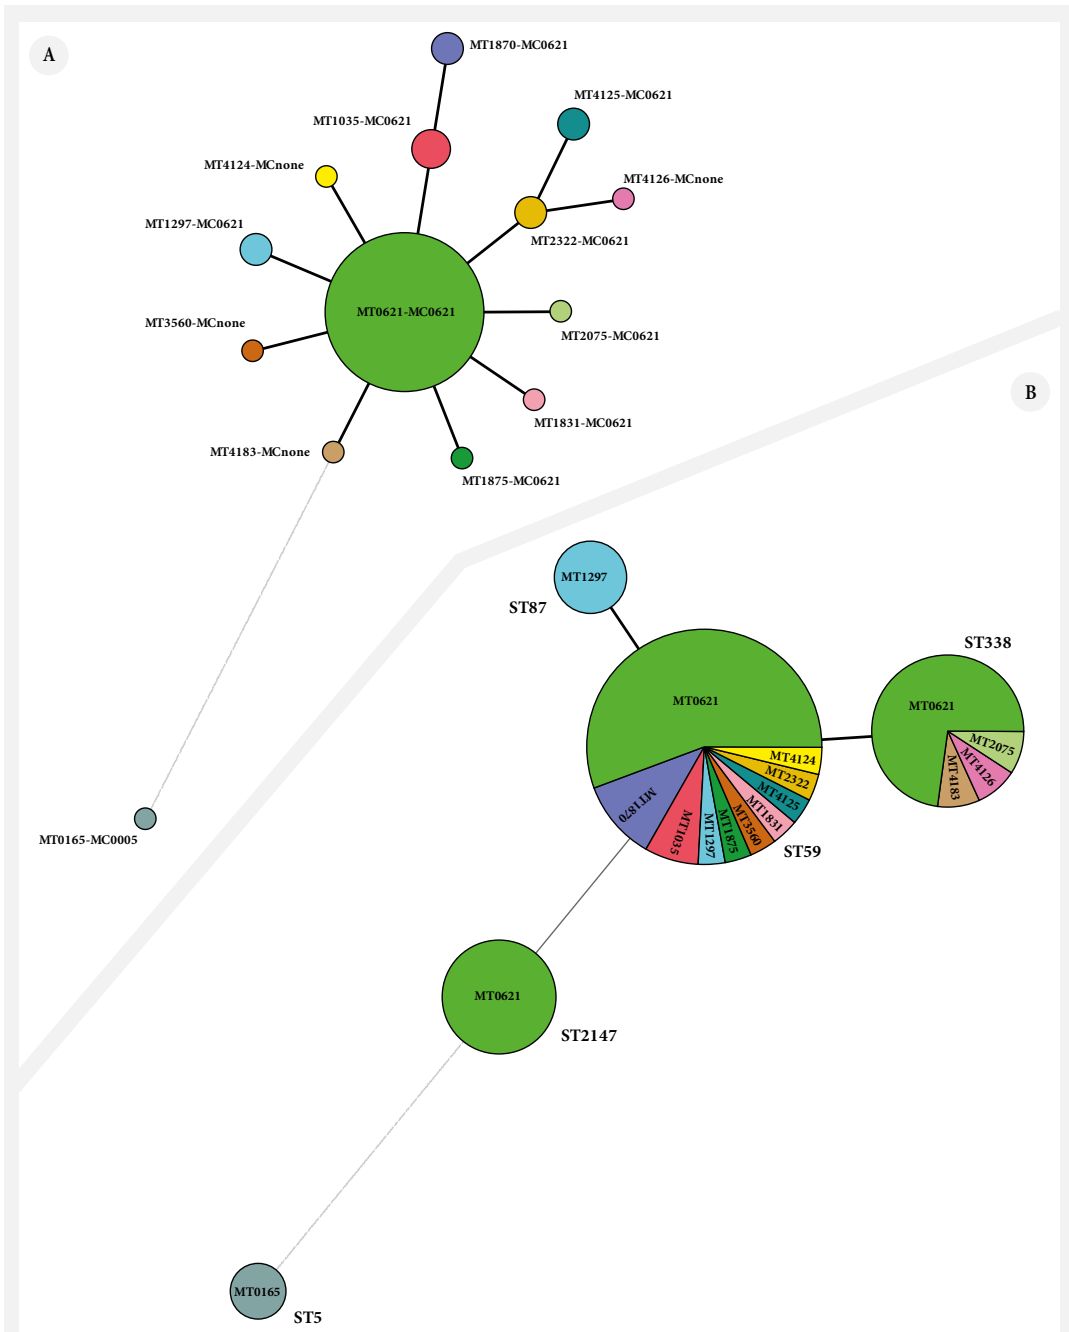 A
MT1870-MC0621
MT4125-MC0621
MT1035-MC0621
MT4124-MCnone
MT4126-MCnone
MT1297-MC0621
MT2322-MC0621
MT0621-MC0621
MT3560-MCnone
MT2075-MC0621
MT1831-MC0621
MT4183-MCnone
MT1875-MC0621
MT0165-MC0005
B
MT1297
ST87
ST338
MT0621
MT0621
MT2075
MT4126
MT4183
MT4124
MT2322
MT4125
MT1831
MT3560
MT1875
MT1297
MT1035
MT1870
ST59
MT0621
ST2147
MT0165
ST5